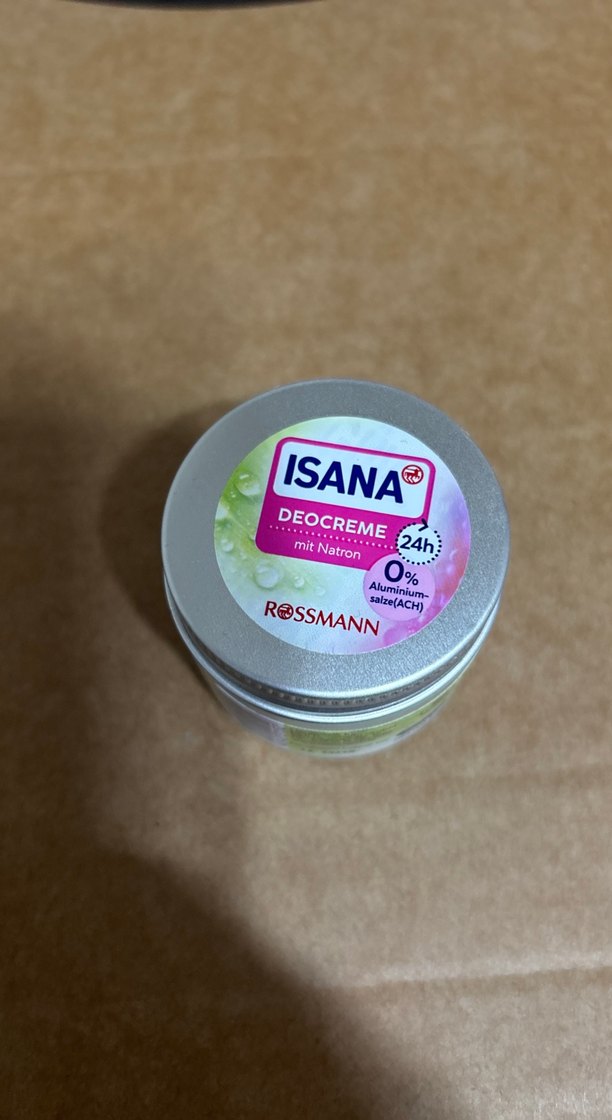 ISANA
DEOCREME
mit Natron
24h
0%
Aluminium-
salze(ACH)
ROSSMANN